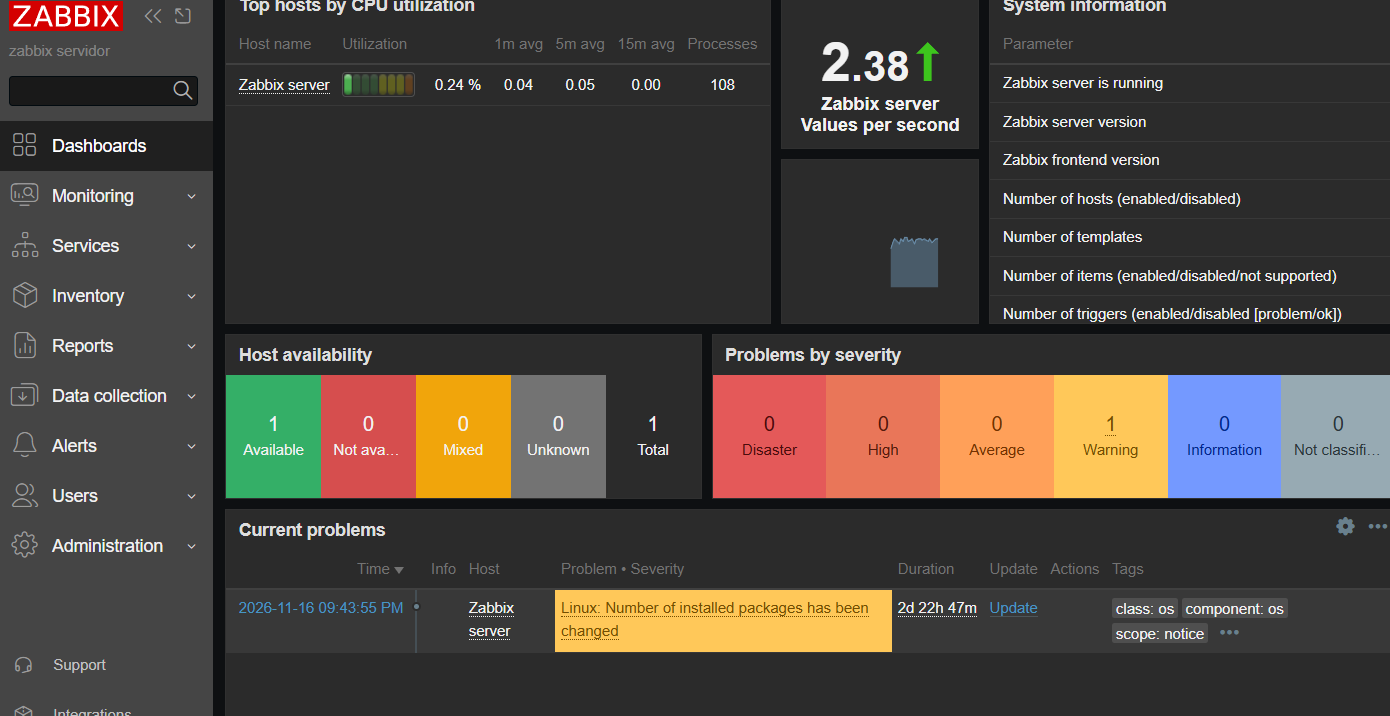 ZABBIX
zabbix servidor
Dashboards
Monitoring
Services
Inventory
Reports
Data collection
Alerts
Users
Administration
Support
Integrations
Top hosts by CPU utilization
Host name Utilization 1m avg 5m avg 15m avg Processes
Zabbix server 0.24 % 0.04 0.05 0.00 108
2.38
Zabbix server
Values per second
System information
Parameter
Zabbix server is running
Zabbix server version
Zabbix frontend version
Number of hosts (enabled/disabled)
Number of templates
Number of items (enabled/disabled/not supported)
Number of triggers (enabled/disabled [problem/ok])
Host availability
1 0 0 0 1
Available Not ava... Mixed Unknown Total
Problems by severity
0 0 0 1 0 0
Disaster High Average Warning Information Not classifi...
Current problems
Time Info Host Problem • Severity Duration Update Actions Tags
2026-11-16 09:43:55 PM Zabbix server Linux: Number of installed packages has been changed 2d 22h 47m Update class: os component: os scope: notice